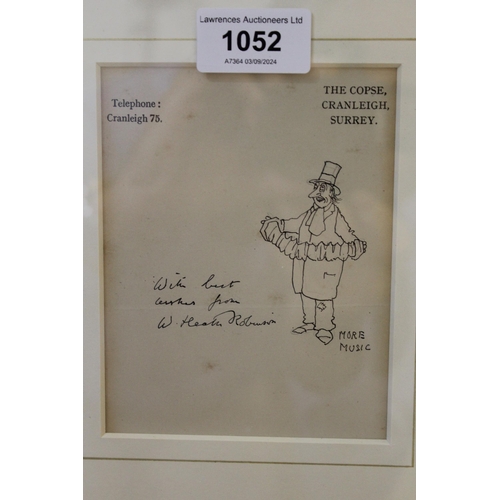 Lawrences Auctioneers Ltd
1052
A7364 03/09/2024
Telephone:
Cranleigh 75.
THE COPSE,
CRANLEIGH,
SURREY.
With best
wishes from
W. Heath Robinson
MORE
MUSIC